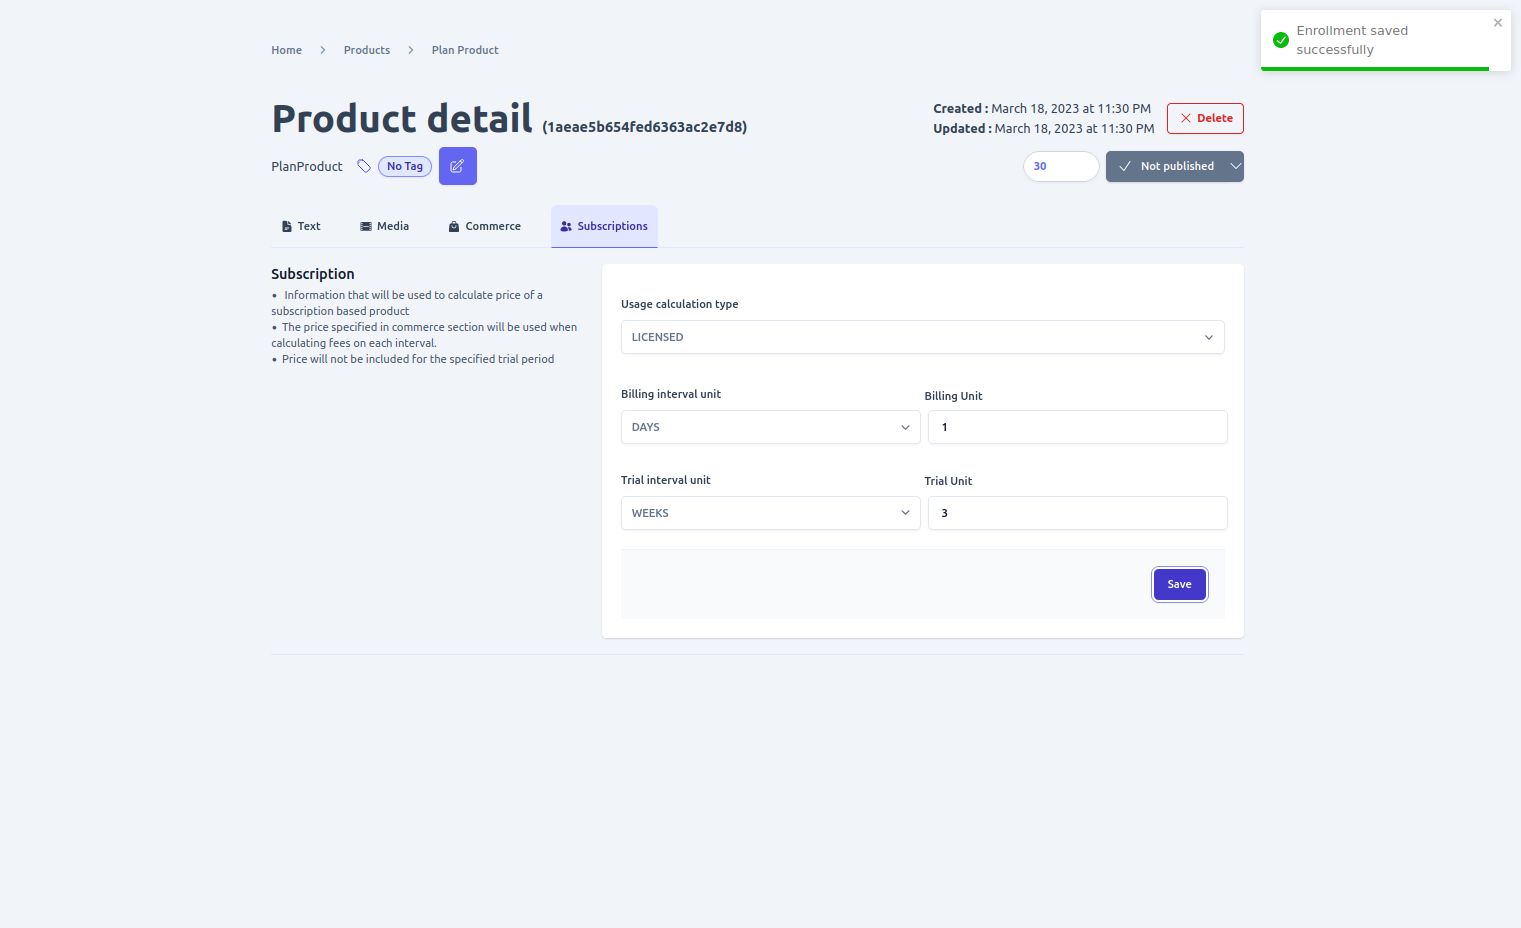 Home
Products
Plan Product
Enrollment saved
successfully
Product detail (1aeae5b654fed6363ac2e7d8)
Created : March 18, 2023 at 11:30 PM
Updated : March 18, 2023 at 11:30 PM
Delete
PlanProduct
No Tag
30
Not published
Text
Media
Commerce
Subscriptions
Subscription
• Information that will be used to calculate price of a
subscription based product
• The price specified in commerce section will be used when
calculating fees on each interval.
• Price will not be included for the specified trial period
Usage calculation type
LICENSED
Billing interval unit
Billing Unit
DAYS
1
Trial interval unit
Trial Unit
WEEKS
3
Save